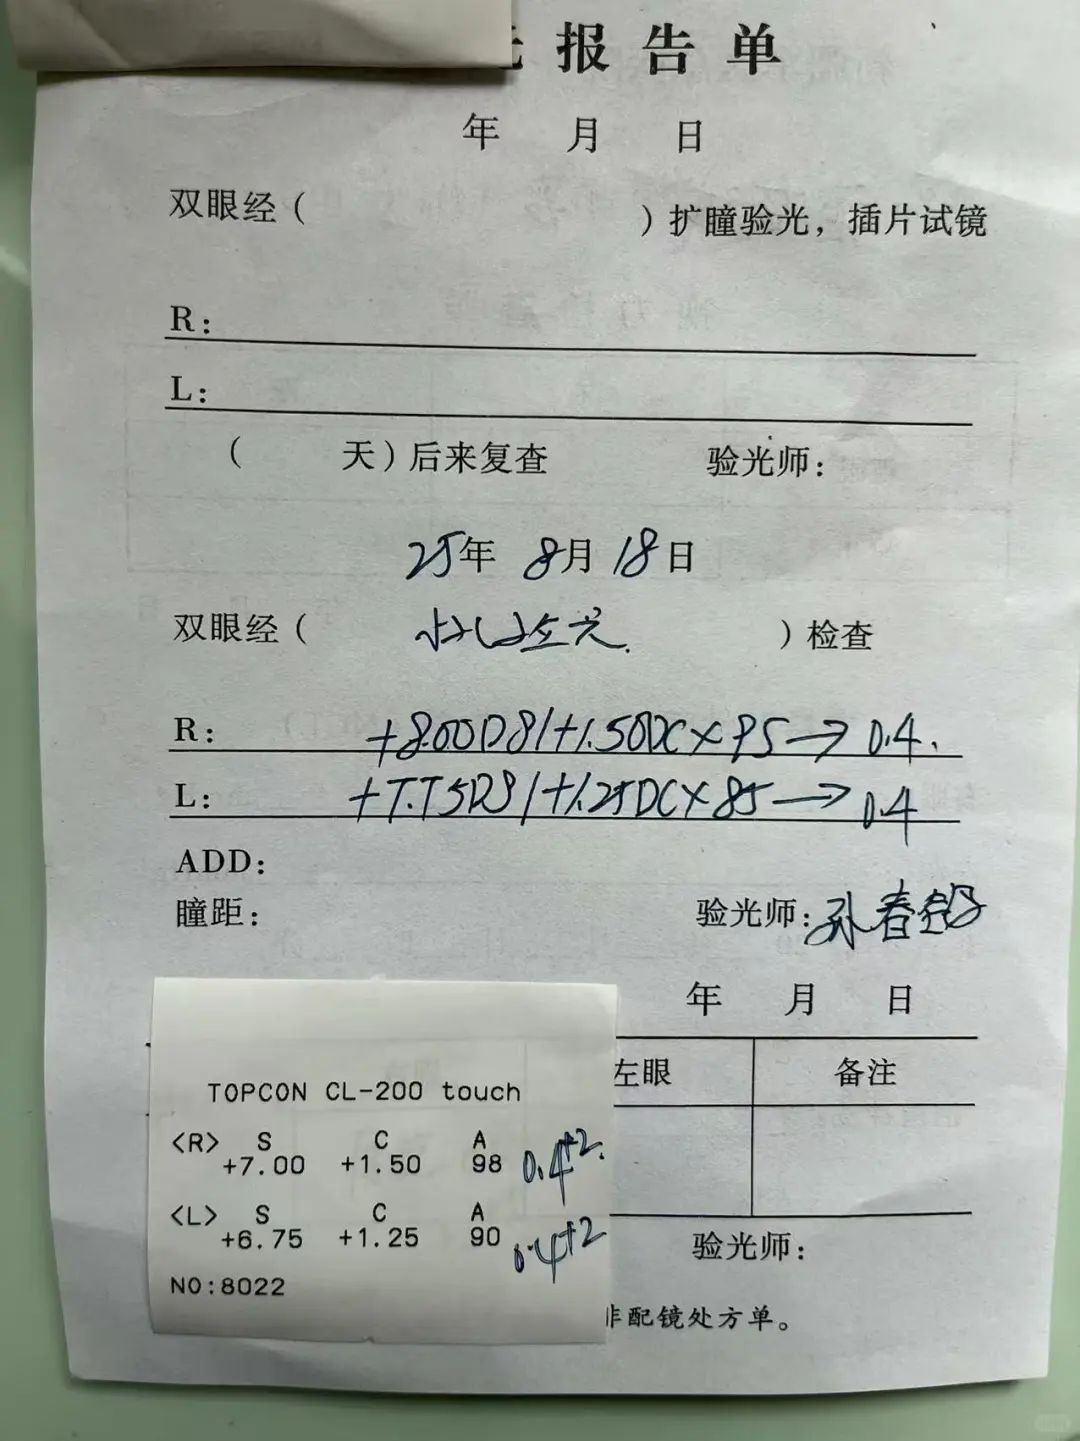 报告单
年 月 日
双眼经( )扩瞳验光，插片试镜
R:
L:
( 天)后来复查 验光师:
25年 8月 18日
双眼经( 验光 )检查
R: +8.00DS/+1.50DC×95→0.4
L: +7.75DS/+1.25DC×85→0.4
ADD:
瞳距: 验光师: 孙春
年 月 日
左眼 备注
TOPCON CL-200 touch
<R> S C A
+7.00 +1.50 98 0.4+2
<L> S C A
+6.75 +1.25 90 0.4+2
NO:8022
验光师:
非配镜处方单。